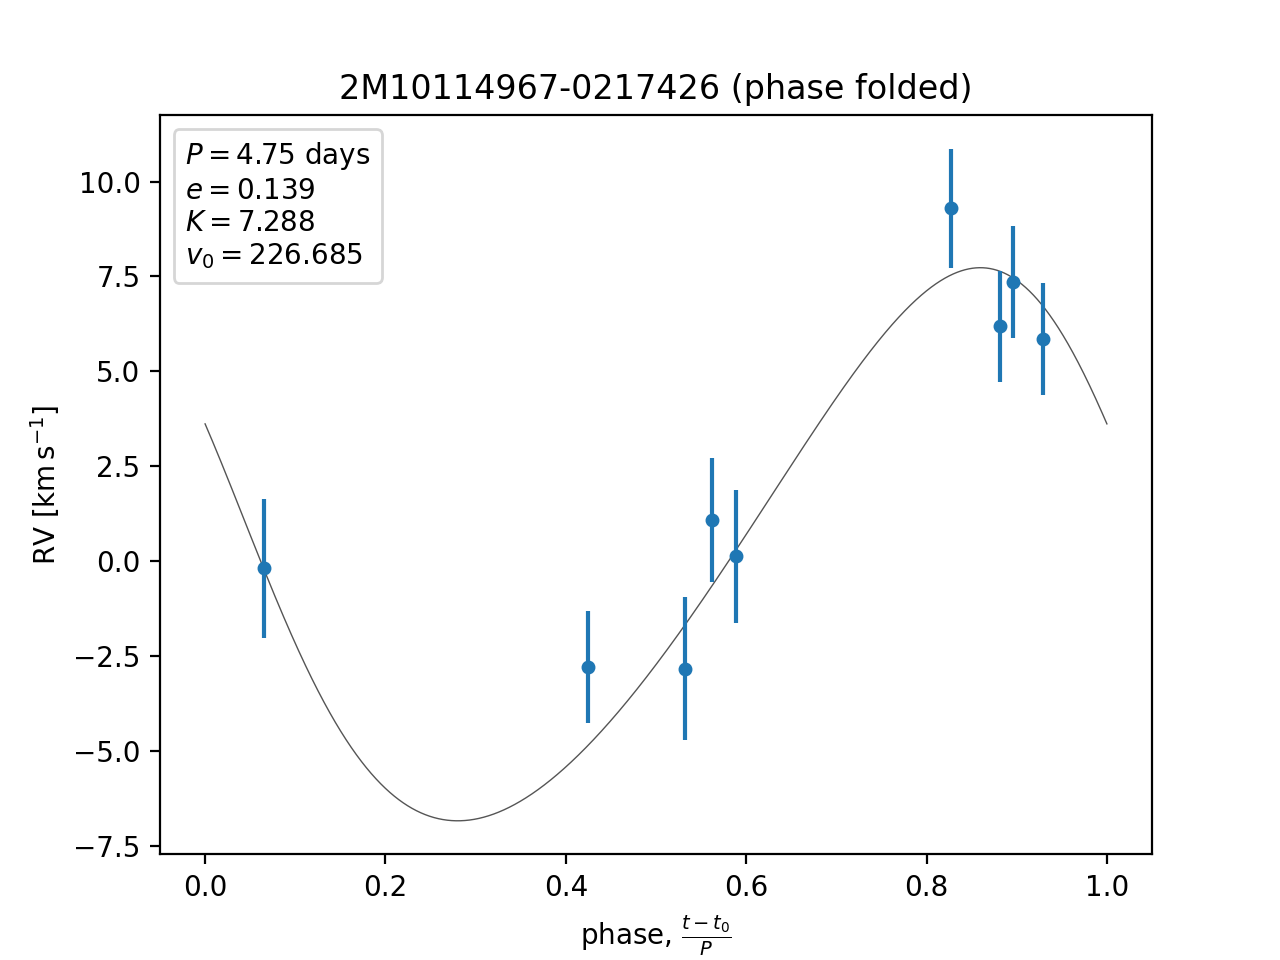 2M10114967-0217426 (phase folded)
P = 4.75 days
e = 0.139
K = 7.288
v₀ = 226.685
10.0
7.5
5.0
2.5
0.0
−2.5
−5.0
−7.5
RV [km s⁻¹]
0.0 0.2 0.4 0.6 0.8 1.0
phase, (t − t₀)/P